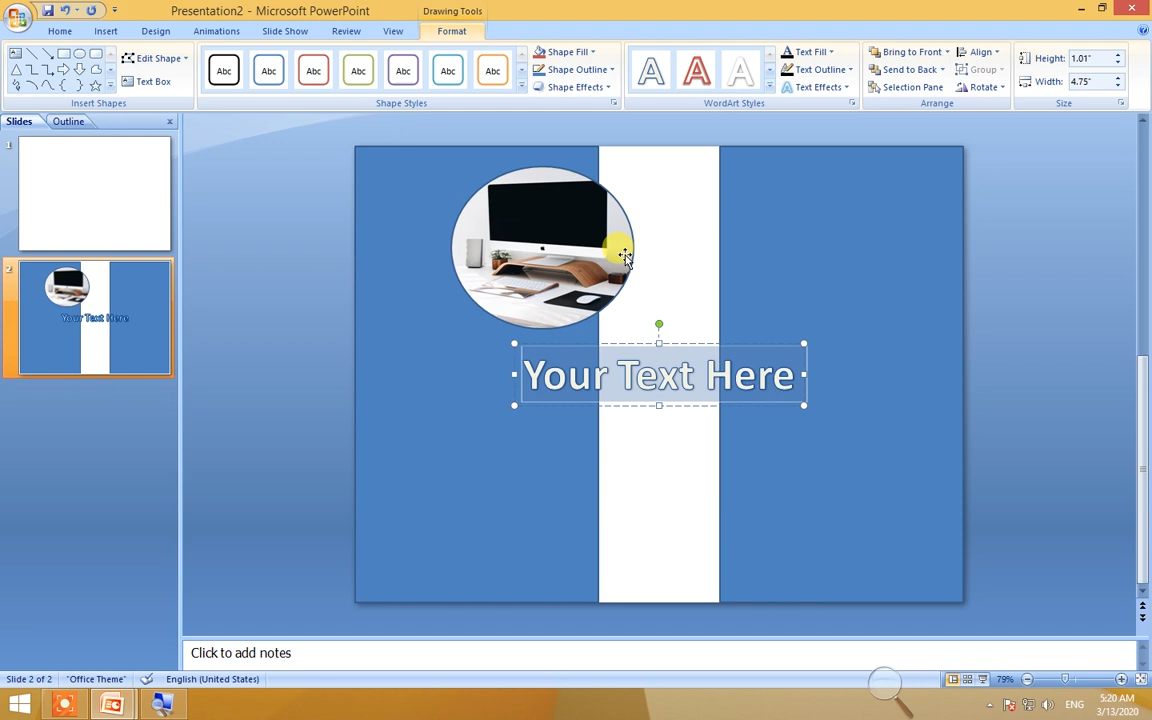 Presentation2 - Microsoft PowerPoint
Drawing Tools
Home
Insert
Design
Animations
Slide Show
Review
View
Format
Edit Shape
Text Box
Insert Shapes
Abc
Abc
Abc
Abc
Abc
Abc
Abc
Shape Fill
Shape Outline
Shape Effects
Shape Styles
A
A
A
Text Fill
Text Outline
Text Effects
WordArt Styles
Bring to Front
Send to Back
Selection Pane
Align
Group
Rotate
Arrange
Height:
1.01"
Width:
4.75"
Size
Slides
Outline
x
1
2
Your Text Here
Your Text Here
Click to add notes
Slide 2 of 2
"Office Theme"
English (United States)
79%
ENG
5:20 AM
3/13/2020